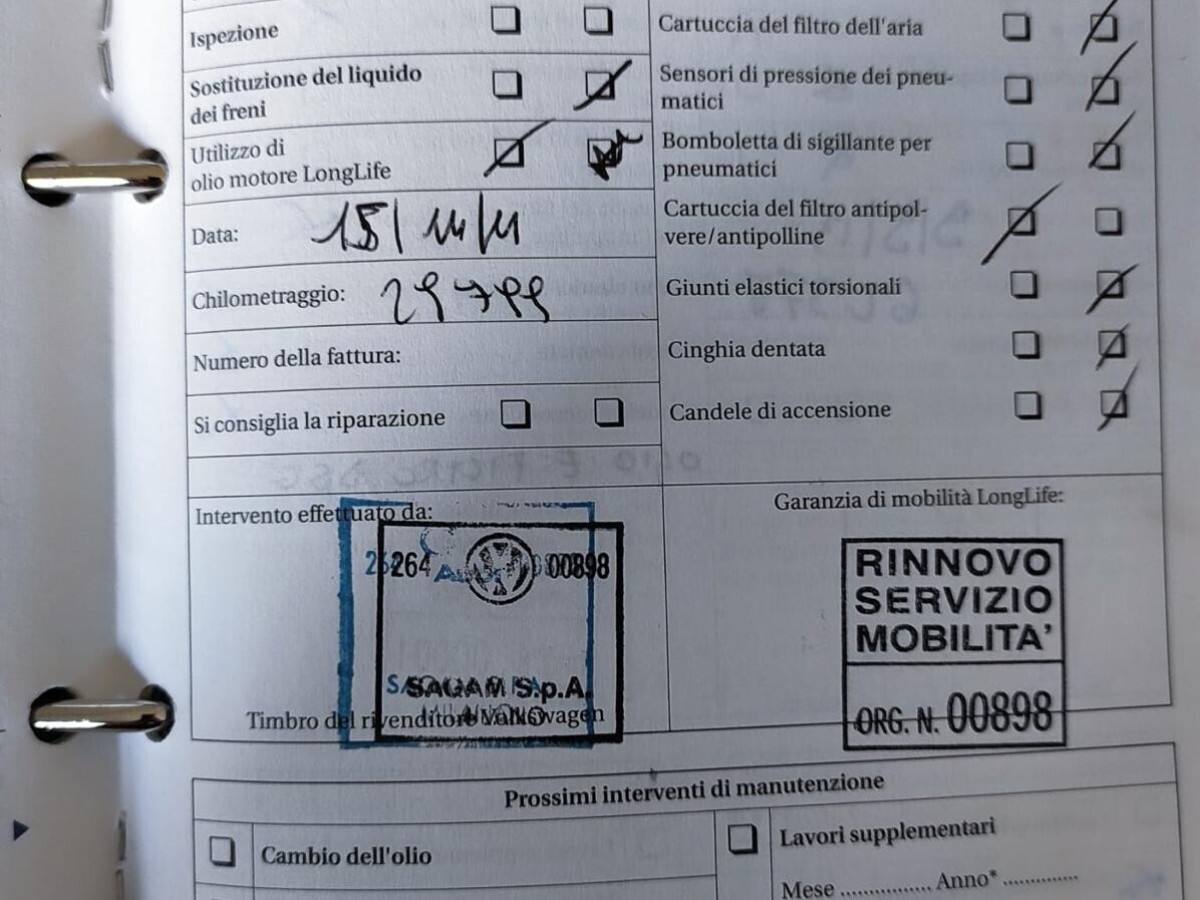 Ispezione
Sostituzione del liquido
dei freni
Utilizzo di
olio motore LongLife
Data:
Chilometraggio: 29799
Numero della fattura:
Si consiglia la riparazione
Cartuccia del filtro dell'aria
Sensori di pressione dei pneu-
matici
Bomboletta di sigillante per
pneumatici
Cartuccia del filtro antipol-
vere/antipolline
Giunti elastici torsionali
Cinghia dentata
Candele di accensione
Intervento effettuato da:
264 00898
SAGAM S.p.A.
MILANO
Timbro del rivenditore Volkswagen
Garanzia di mobilità LongLife:
RINNOVO
SERVIZIO
MOBILITA'
ORG. N. 00898
Prossimi interventi di manutenzione
Cambio dell'olio
Lavori supplementari
Mese ................ Anno* ..............